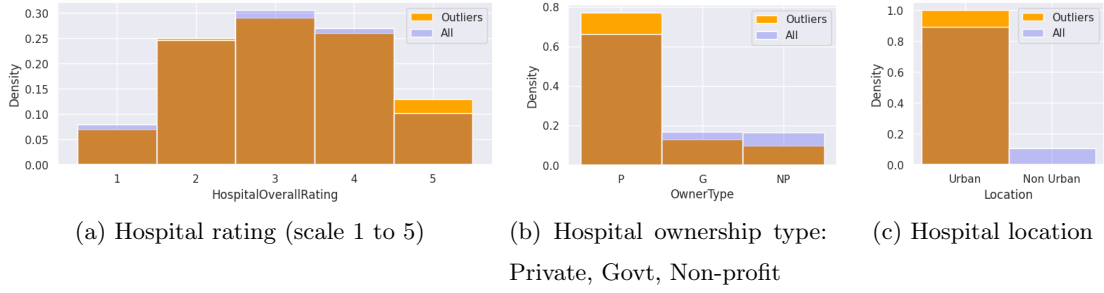 0.30
0.25
0.20
0.15
0.10
0.05
0.00
Density
Outliers
All
1 2 3 4 5
HospitalOverallRating
0.8
0.6
0.4
0.2
0.0
Density
Outliers
All
P G NP
OwnerType
1.0
0.8
0.6
0.4
0.2
0.0
Density
Outliers
All
Urban Non Urban
Location
(a) Hospital rating (scale 1 to 5)
(b) Hospital ownership type:
Private, Govt, Non-profit
(c) Hospital location